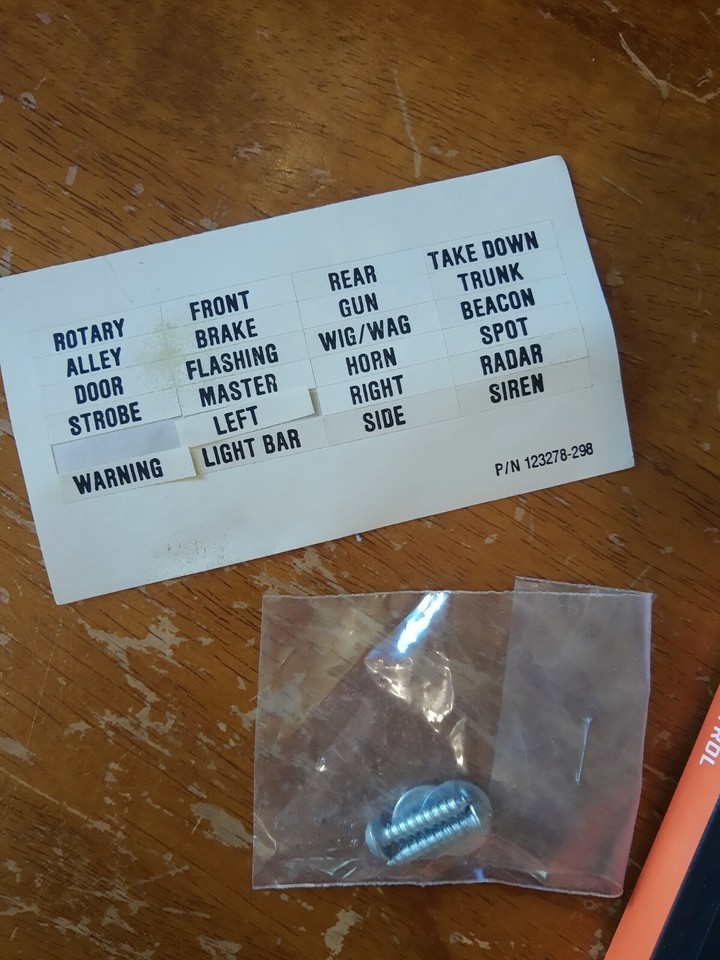 ROTARY FRONT REAR TAKE DOWN
ALLEY BRAKE GUN TRUNK
DOOR FLASHING WIG/WAG BEACON
STROBE MASTER HORN SPOT
LEFT RIGHT RADAR
WARNING LIGHT BAR SIDE SIREN
P/N 123278-298